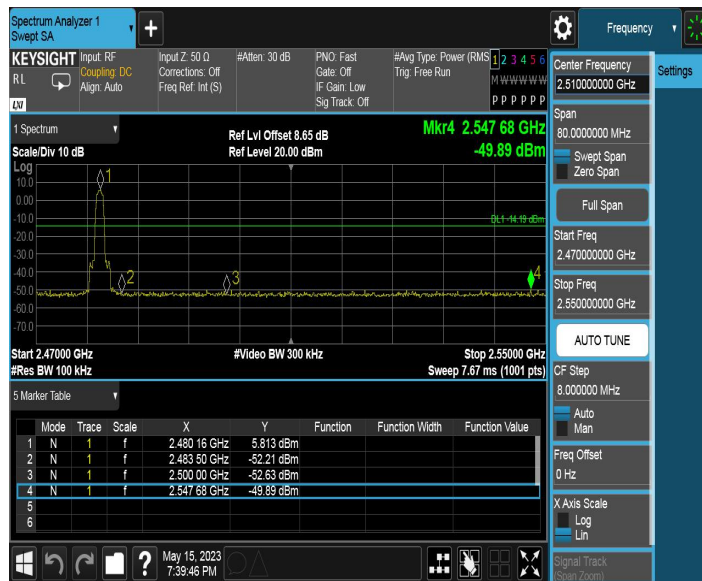 Spectrum Analyzer 1
Swept SA
+
Frequency
KEYSIGHT
RL
LXI
Input: RF
Coupling: DC
Align: Auto
Input Z: 50 Ω
Corrections: Off
Freq Ref: Int (S)
#Atten: 30 dB
PNO: Fast
Gate: Off
IF Gain: Low
Sig Track: Off
#Avg Type: Power (RMS
Trig: Free Run
1 2 3 4 5 6
M W W W W W
P P P P P P
1 Spectrum
Scale/Div 10 dB
Ref Lvl Offset 8.65 dB
Ref Level 20.00 dBm
Mkr4 2.547 68 GHz
-49.89 dBm
Log
10.0
0.00
-10.0
-20.0
-30.0
-40.0
-50.0
-60.0
-70.0
1
2
3
4
DL1 -14.19 dBm
Start 2.47000 GHz
#Res BW 100 kHz
#Video BW 300 kHz
Stop 2.55000 GHz
Sweep 7.67 ms (1001 pts)
5 Marker Table
Mode Trace Scale X Y Function Function Width Function Value
1 N 1 f 2.480 16 GHz 5.813 dBm
2 N 1 f 2.483 50 GHz -52.21 dBm
3 N 1 f 2.500 00 GHz -52.63 dBm
4 N 1 f 2.547 68 GHz -49.89 dBm
5
6
?
May 15, 2023
7:39:46 PM
Center Frequency
2.510000000 GHz
Span
80.0000000 MHz
Swept Span
Zero Span
Full Span
Start Freq
2.470000000 GHz
Stop Freq
2.550000000 GHz
AUTO TUNE
CF Step
8.000000 MHz
Auto
Man
Freq Offset
0 Hz
X Axis Scale
Log
Lin
Signal Track
(Span Zoom)
Settings